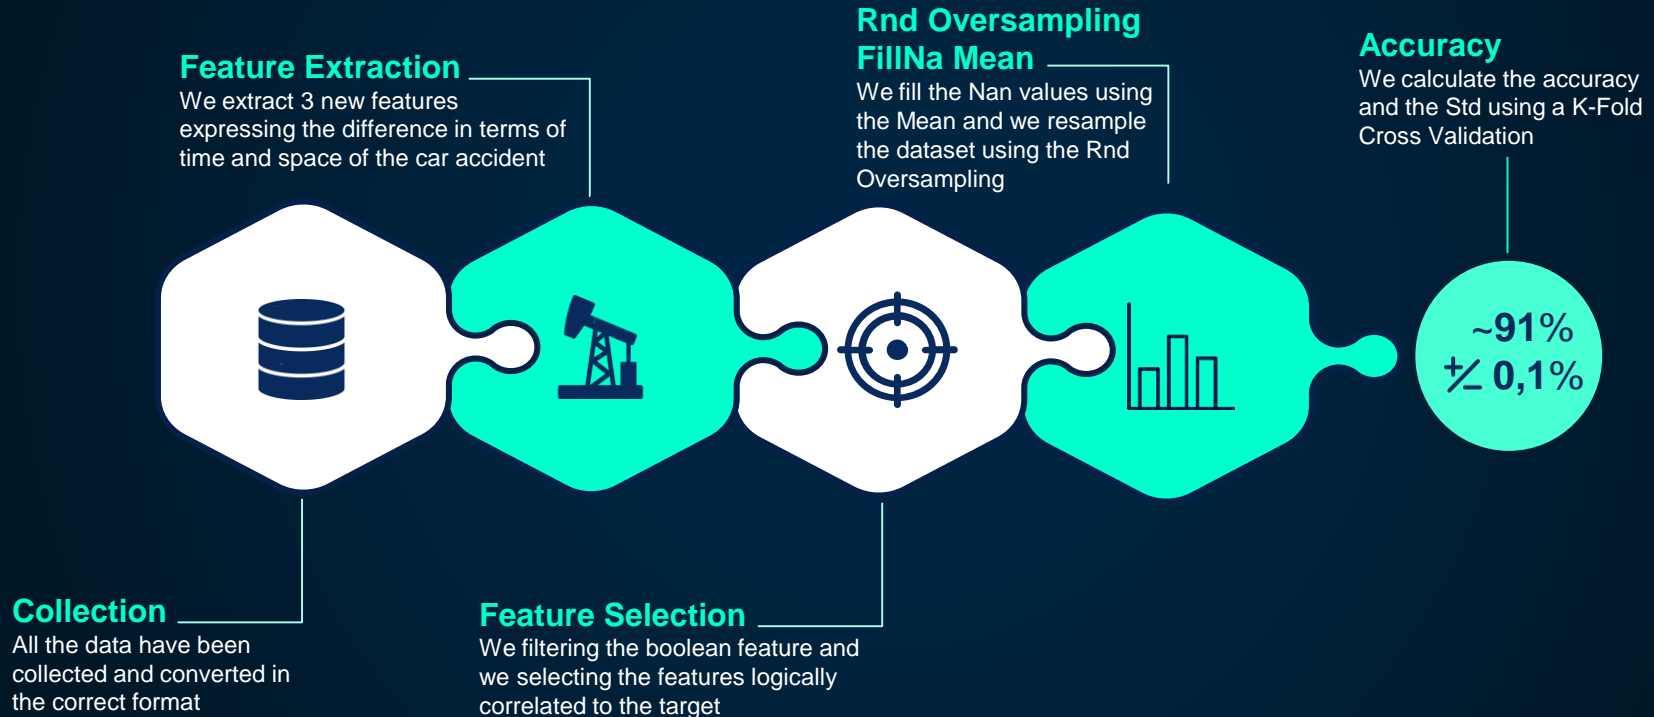 Feature Extraction
We extract 3 new features
expressing the difference in terms of
time and space of the car accident
Rnd Oversampling
FillNa Mean
We fill the Nan values using
the Mean and we resample
the dataset using the Rnd
Oversampling
Accuracy
We calculate the accuracy
and the Std using a K-Fold
Cross Validation
~91%
+/- 0,1%
Collection
All the data have been
collected and converted in
the correct format
Feature Selection
We filtering the boolean feature and
we selecting the features logically
correlated to the target